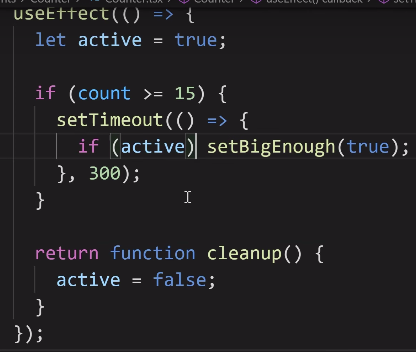 Counter > Counter.tsx > Counter > useEffect() callback
useEffect(() => {
  let active = true;

  if (count >= 15) {
    setTimeout(() => {
      if (active) setBigEnough(true);
    }, 300);
  }

  return function cleanup() {
    active = false;
  }
});